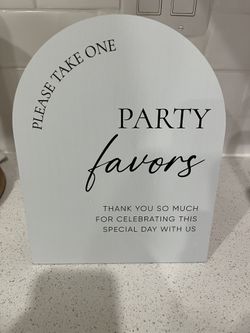 PLEASE TAKE ONE
PARTY
favors
THANK YOU SO MUCH
FOR CELEBRATING THIS
SPECIAL DAY WITH US